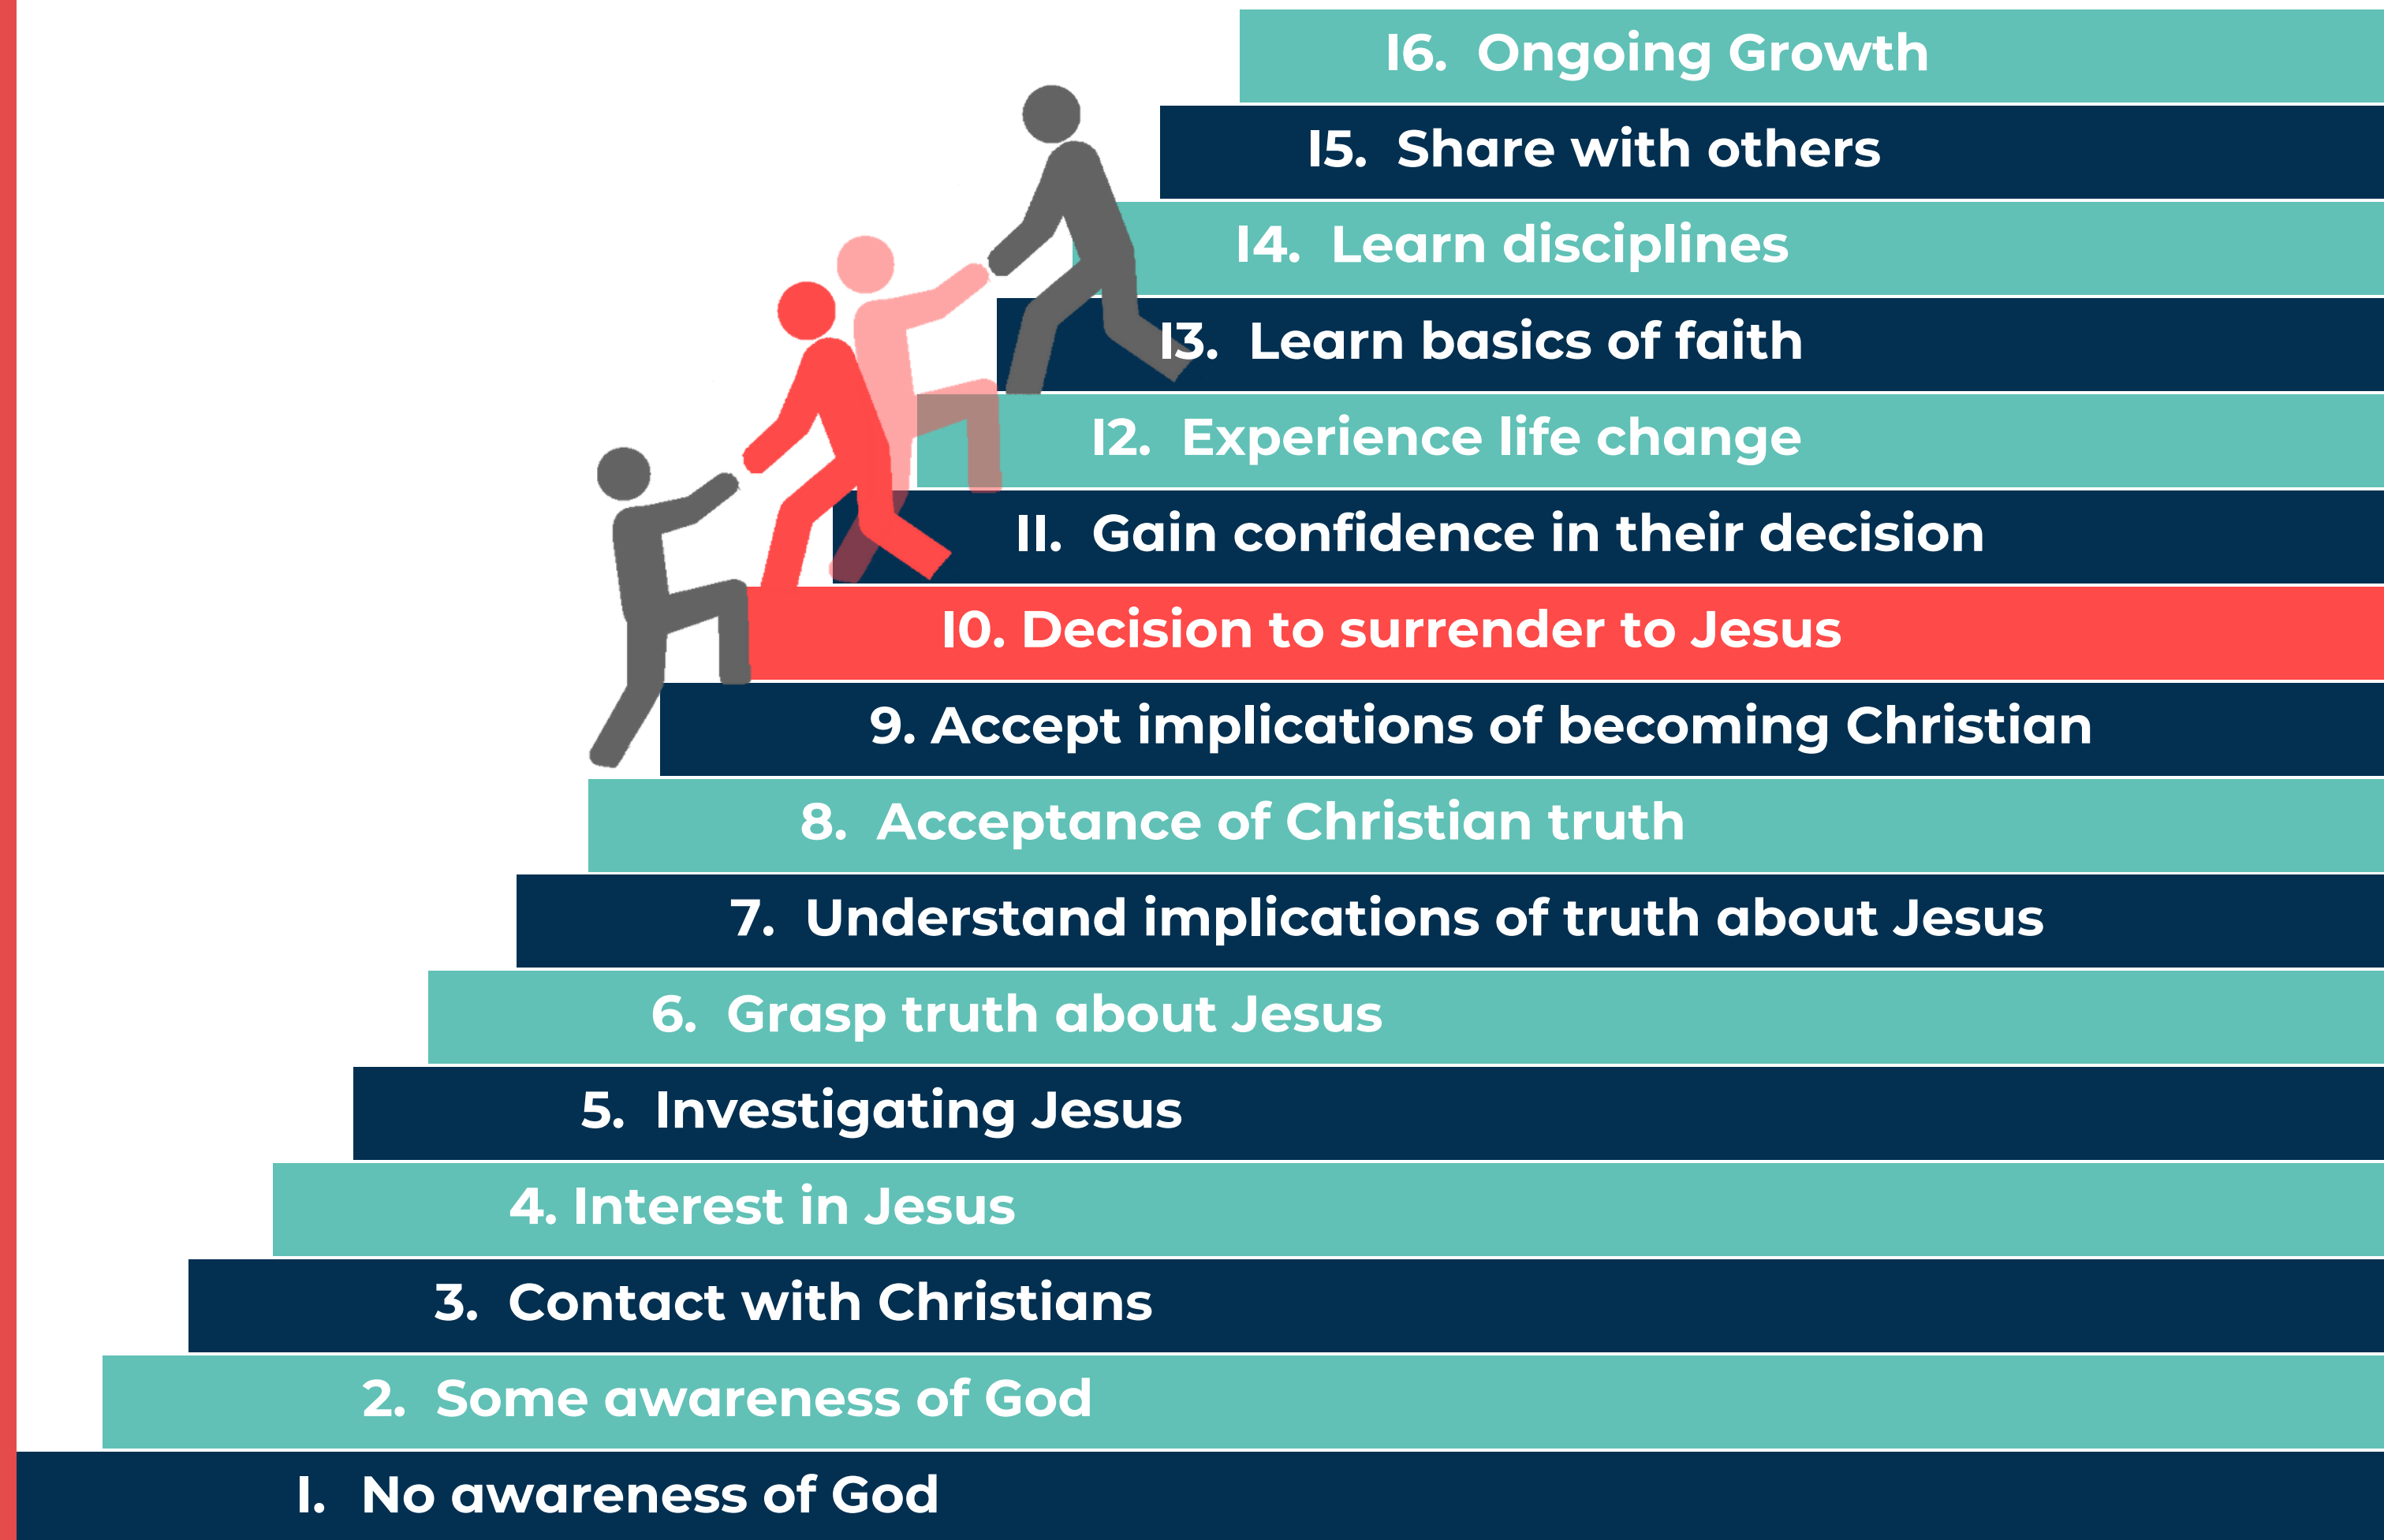 16. Ongoing Growth
15. Share with others
14. Learn disciplines
13. Learn basics of faith
12. Experience life change
11. Gain confidence in their decision
10. Decision to surrender to Jesus
9. Accept implications of becoming Christian
8. Acceptance of Christian truth
7. Understand implications of truth about Jesus
6. Grasp truth about Jesus
5. Investigating Jesus
4. Interest in Jesus
3. Contact with Christians
2. Some awareness of God
1. No awareness of God